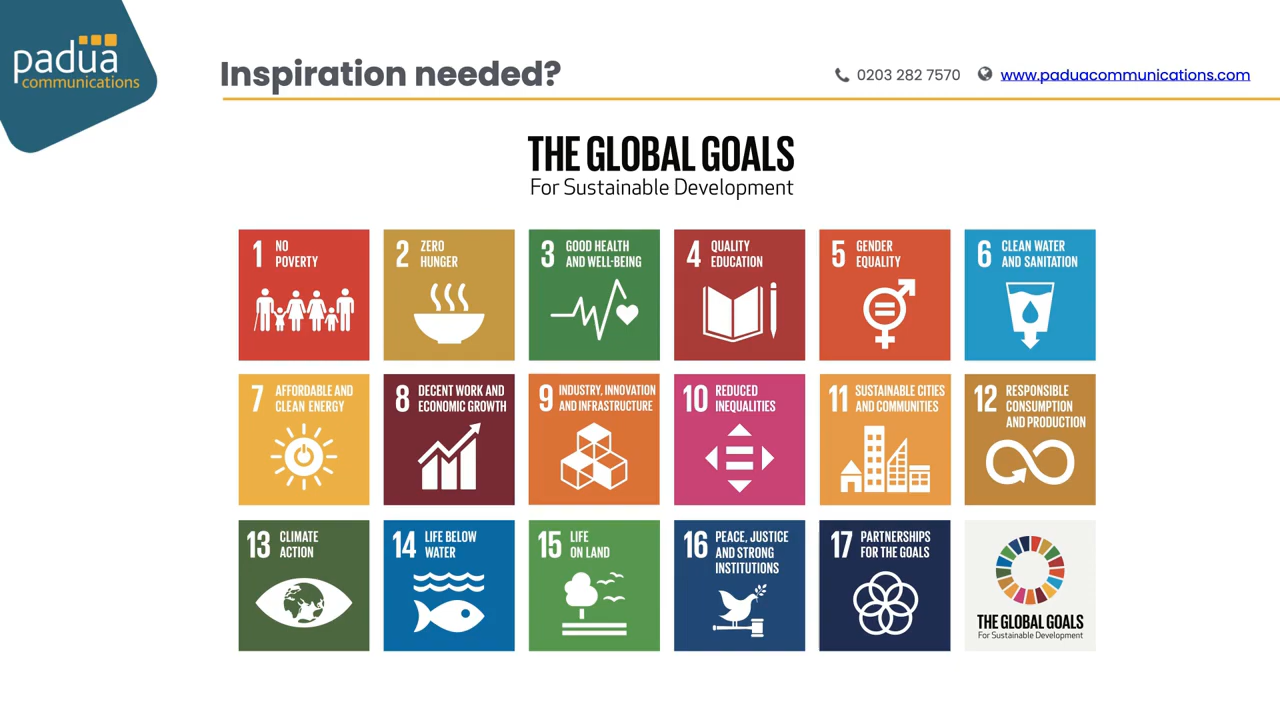 padua
communications
Inspiration needed?
0203 282 7570
www.paduacommunications.com
THE GLOBAL GOALS
For Sustainable Development
1 NO
POVERTY
2 ZERO
HUNGER
3 GOOD HEALTH
AND WELL-BEING
4 QUALITY
EDUCATION
5 GENDER
EQUALITY
6 CLEAN WATER
AND SANITATION
7 AFFORDABLE AND
CLEAN ENERGY
8 DECENT WORK AND
ECONOMIC GROWTH
9 INDUSTRY, INNOVATION
AND INFRASTRUCTURE
10 REDUCED
INEQUALITIES
11 SUSTAINABLE CITIES
AND COMMUNITIES
12 RESPONSIBLE
CONSUMPTION
AND PRODUCTION
13 CLIMATE
ACTION
14 LIFE BELOW
WATER
15 LIFE
ON LAND
16 PEACE, JUSTICE
AND STRONG
INSTITUTIONS
17 PARTNERSHIPS
FOR THE GOALS
THE GLOBAL GOALS
For Sustainable Development